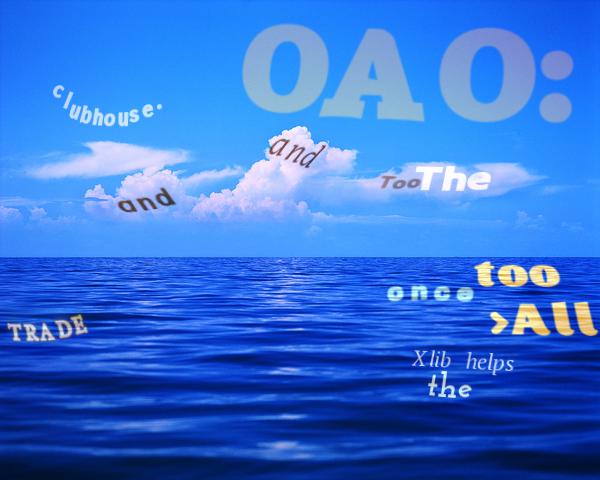 OAO:
clubhouse.
and
TooThe
and
too
once
>All
TRADE
Xlib helps
the